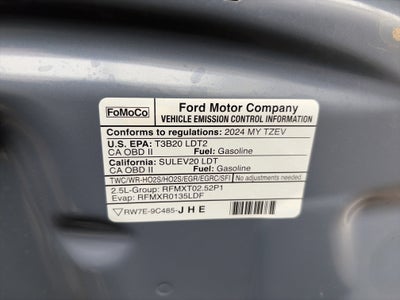 FoMoCo
Ford Motor Company
VEHICLE EMISSION CONTROL INFORMATION
Conforms to regulations: 2024 MY TZEV
U.S. EPA: T3B20 LDT2
CA OBD II Fuel: Gasoline
California: SULEV20 LDT
CA OBD II Fuel: Gasoline
TWC/WR-HO2S/HO2S/EGR/EGRC/SFI
No adjustments needed.
2.5L-Group: RFMXT02.52P1
Evap: RFMXR0135LDF
RW7E-9C485-JHE